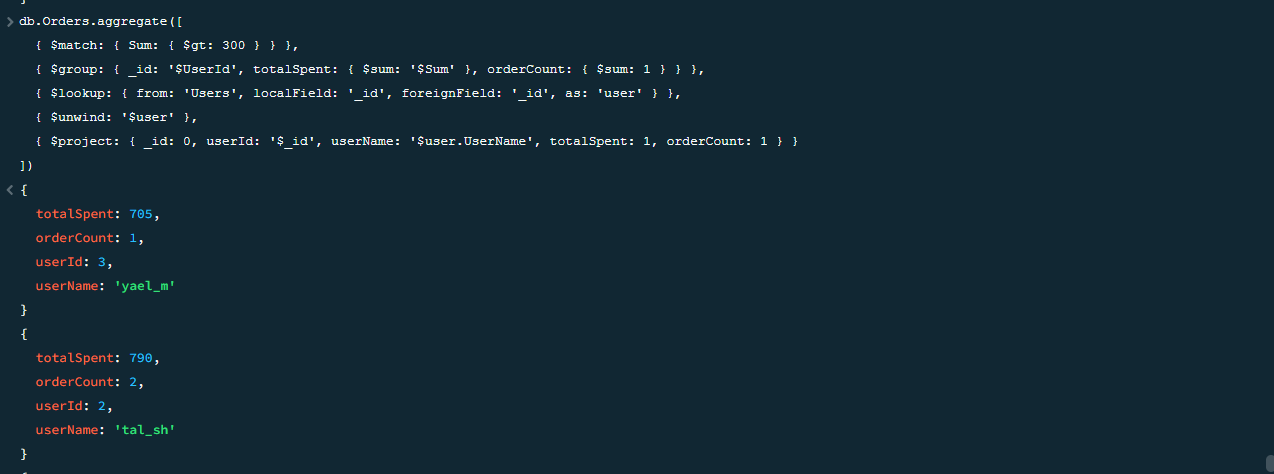 }
> db.Orders.aggregate([
{ $match: { Sum: { $gt: 300 } } },
{ $group: { _id: '$UserId', totalSpent: { $sum: '$Sum' }, orderCount: { $sum: 1 } } },
{ $lookup: { from: 'Users', localField: '_id', foreignField: '_id', as: 'user' } },
{ $unwind: '$user' },
{ $project: { _id: 0, userId: '$_id', userName: '$user.UserName', totalSpent: 1, orderCount: 1 } }
])
< {
totalSpent: 705,
orderCount: 1,
userId: 3,
userName: 'yael_m'
}
{
totalSpent: 790,
orderCount: 2,
userId: 2,
userName: 'tal_sh'
}
{